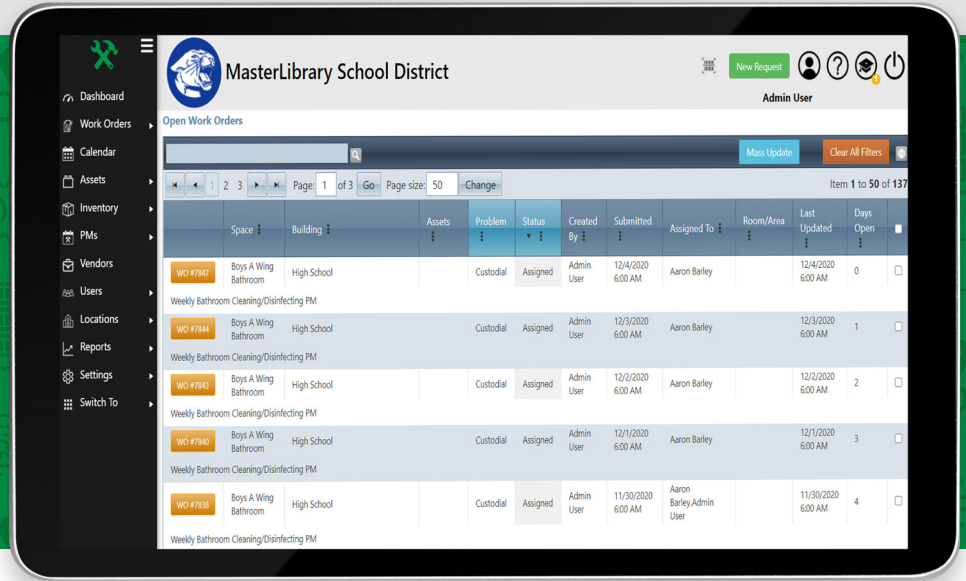 MasterLibrary School District
New Request
1
Admin User
Dashboard
Work Orders
Calendar
Assets
Inventory
PMs
Vendors
Users
Locations
Reports
Settings
Switch To
Open Work Orders
Mass Update
Clear All Filters
1 2 3 Page: 1 of 3 Go Page size: 50 Change Item 1 to 50 of 137
Space Building Assets Problem Status Created By Submitted Assigned To Room/Area Last Updated Days Open
WO #7847 Boys A Wing Bathroom High School Custodial Assigned Admin User 12/4/2020 6:00 AM Aaron Barley 12/4/2020 6:00 AM 0
Weekly Bathroom Cleaning/Disinfecting PM
WO #7844 Boys A Wing Bathroom High School Custodial Assigned Admin User 12/3/2020 6:00 AM Aaron Barley 12/3/2020 6:00 AM 1
Weekly Bathroom Cleaning/Disinfecting PM
WO #7843 Boys A Wing Bathroom High School Custodial Assigned Admin User 12/2/2020 6:00 AM Aaron Barley 12/2/2020 6:00 AM 2
Weekly Bathroom Cleaning/Disinfecting PM
WO #7840 Boys A Wing Bathroom High School Custodial Assigned Admin User 12/1/2020 6:00 AM Aaron Barley 12/1/2020 6:00 AM 3
Weekly Bathroom Cleaning/Disinfecting PM
WO #7838 Boys A Wing Bathroom High School Custodial Assigned Admin User 11/30/2020 6:00 AM Aaron Barley,Admin User 11/30/2020 6:00 AM 4
Weekly Bathroom Cleaning/Disinfecting PM